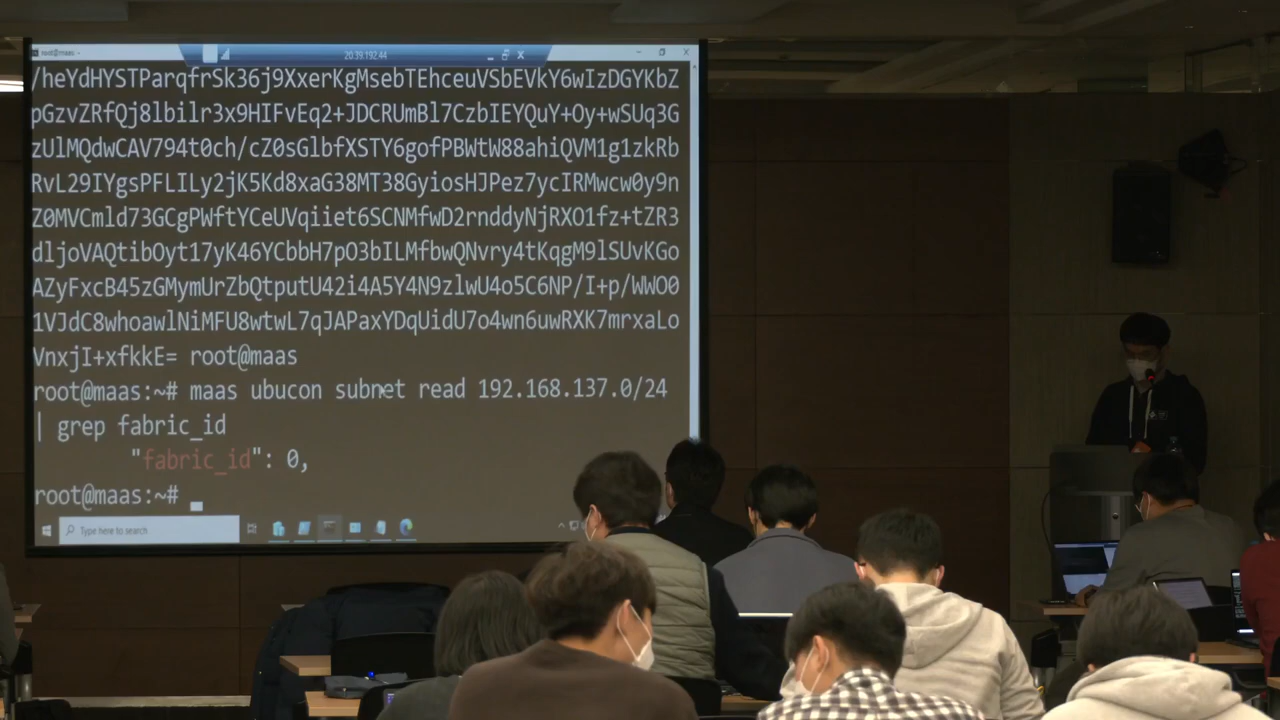 root@maas: ~
20.39.192.44
/heYdHYSTParqfrSk36j9XxerKgMsebTEhceuVSbEVkY6wIzDGYKbZ
pGzvZRfQj8lbilr3x9HIFvEq2+JDCRUmBl7CzbIEYQuY+Oy+wSUq3G
zUlMQdwCAV794t0ch/cZ0sGlbfXSTY6gofPBWtW88ahiQVM1g1zkRb
RvL29IYgsPFLILy2jK5Kd8xaG38MT38GyiosHJPez7ycIRMwcw0y9n
Z0MVCmld73GCgPWftYCeUVqiiet6SCNMfwD2rnddyNjRXO1fz+tZR3
dljoVAQtibOyt17yK46YCbbH7pO3bILMfbwQNvry4tKqgM9lSUvKGo
AZyFxcB45zGMymUrZbQtputU42i4A5Y4N9zlwU4o5C6NP/I+p/WWO0
1VJdC8whoawlNiMFU8wtwL7qJAPaxYDqUidU7o4wn6uwRXK7mrxaLo
VnxjI+xfkkE= root@maas
root@maas:~# maas ubucon subnet read 192.168.137.0/24
| grep fabric_id
"fabric_id": 0,
root@maas:~#
Type here to search